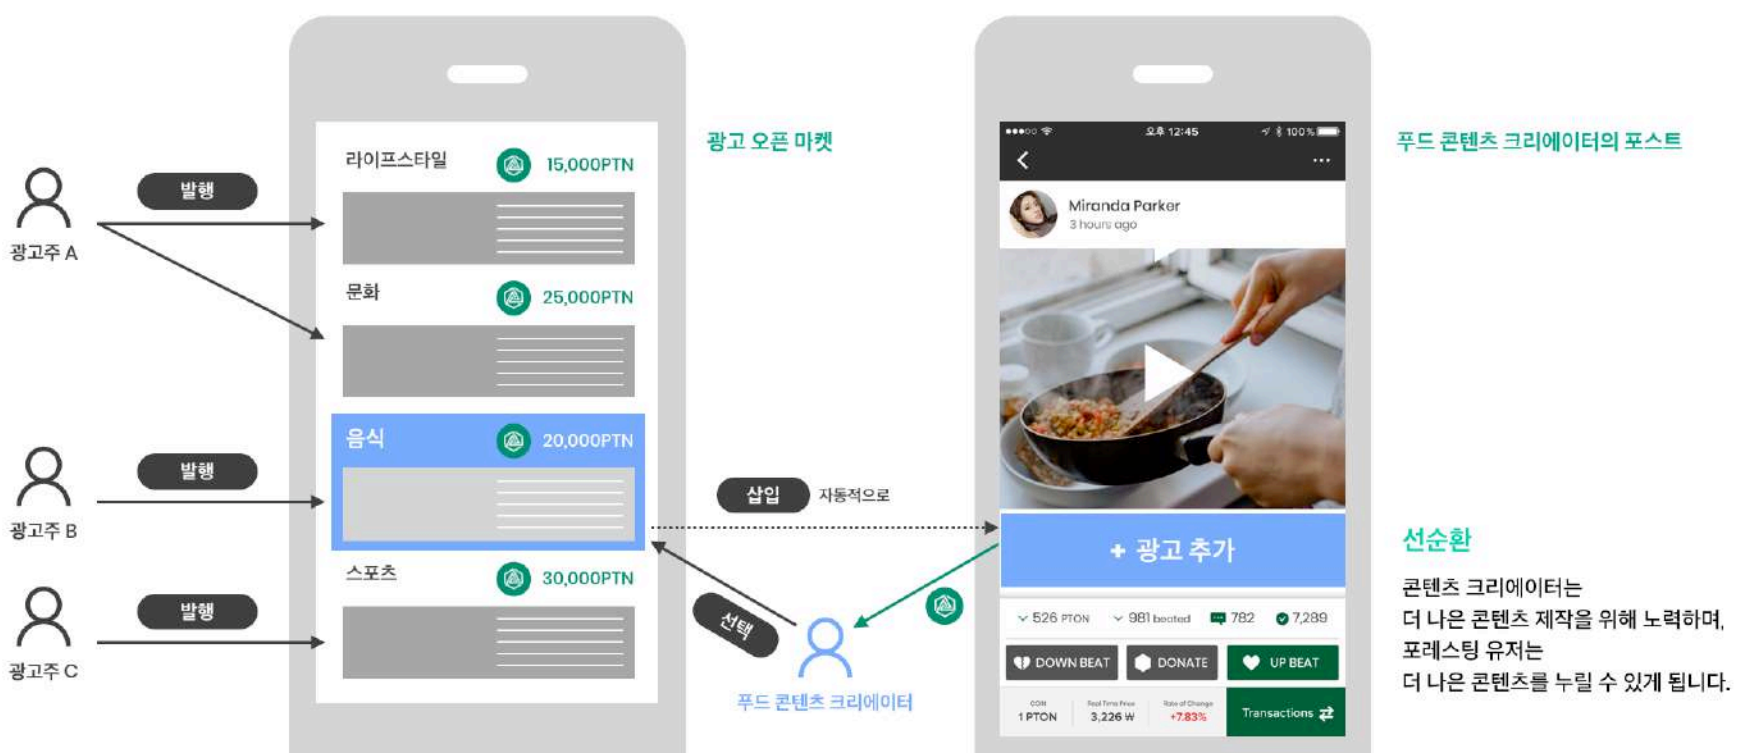 광고주 A
발행
광고주 B
발행
광고주 C
발행
라이프스타일
15,000PTN
문화
25,000PTN
음식
20,000PTN
스포츠
30,000PTN
광고 오픈 마켓
삽입
자동적으로
선택
푸드 콘텐츠 크리에이터
오후 12:45
100%
Miranda Parker
3 hours ago
+ 광고 추가
526 PTON
981 beated
782
7,289
DOWN BEAT
DONATE
UP BEAT
COIN
1 PTON
Real Time Price
3,226 ₩
Rate of Change
+7.83%
Transactions
푸드 콘텐츠 크리에이터의 포스트
선순환
콘텐츠 크리에이터는
더 나은 콘텐츠 제작을 위해 노력하며,
포레스팅 유저는
더 나은 콘텐츠를 누릴 수 있게 됩니다.